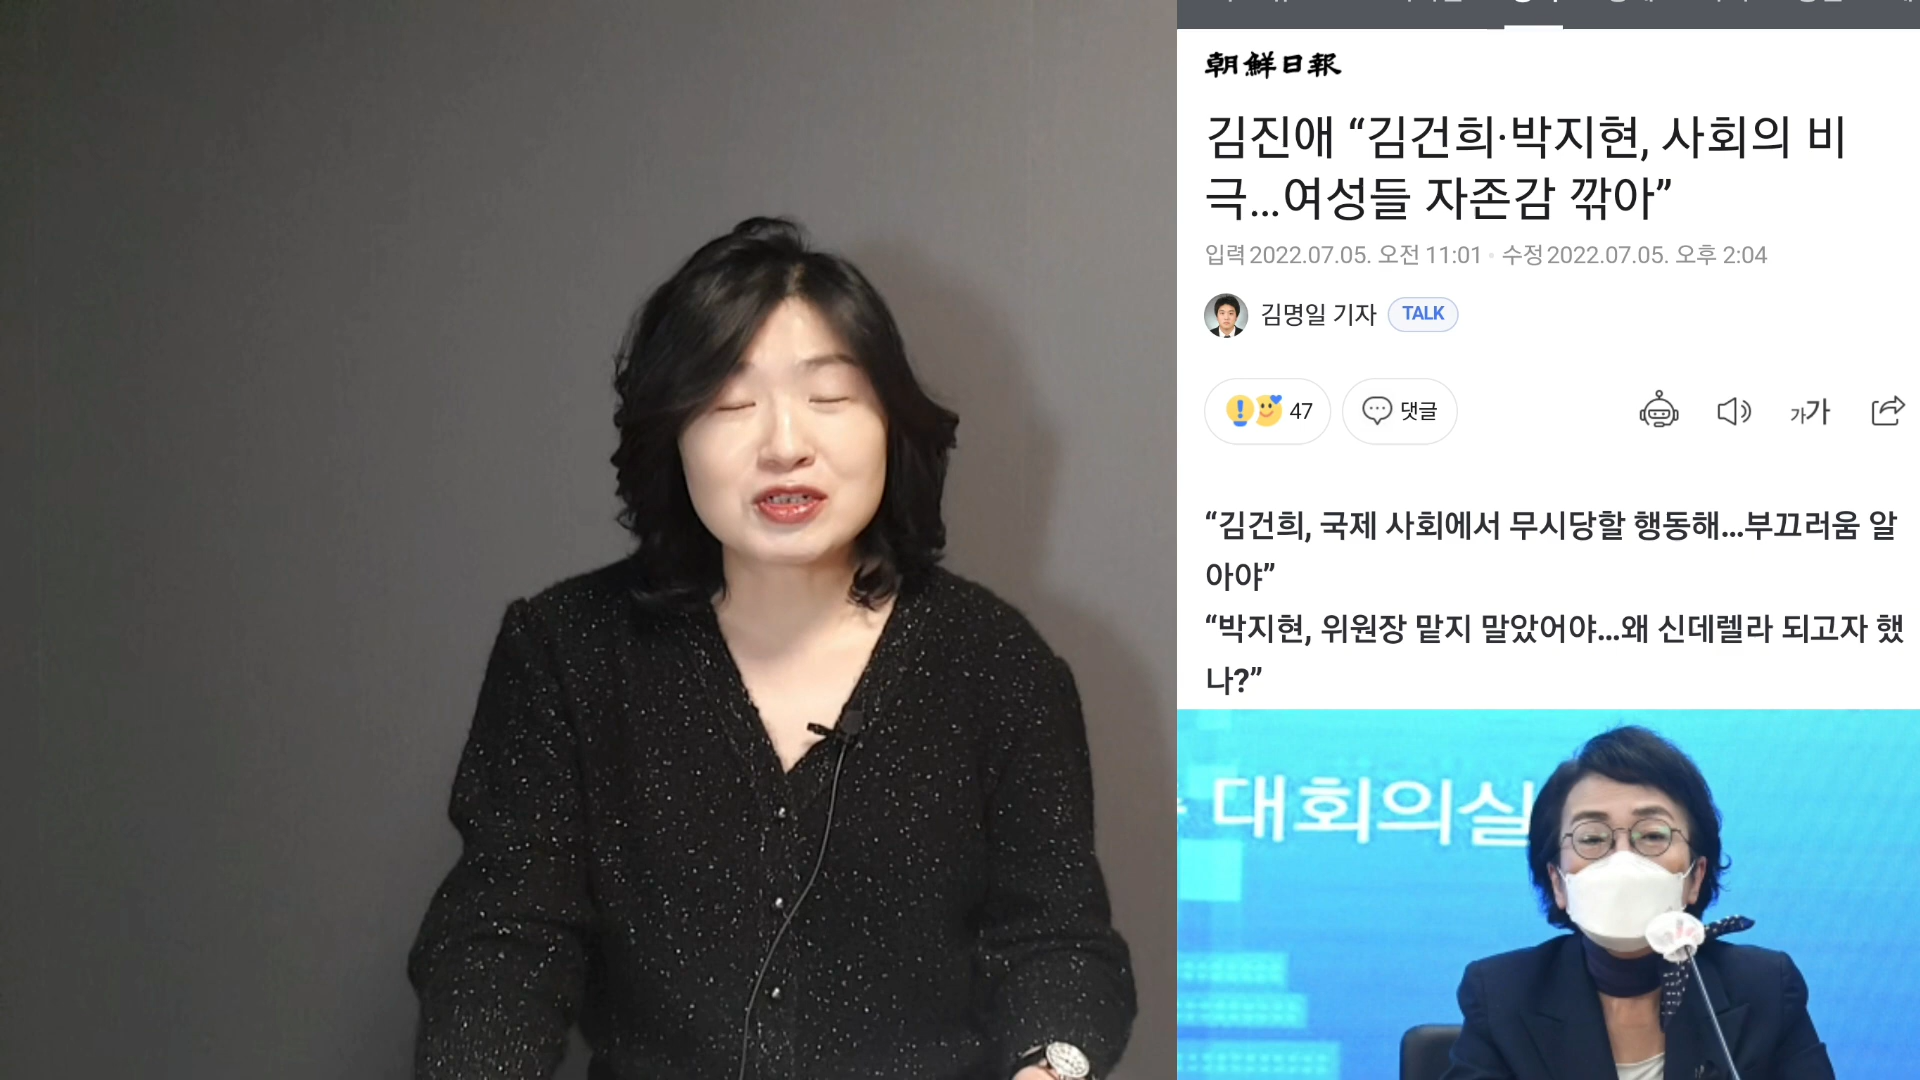 朝鮮日報
김진애 “김건희·박지현, 사회의 비
극...여성들 자존감 깎아”
입력 2022.07.05. 오전 11:01 · 수정 2022.07.05. 오후 2:04
김명일 기자 TALK
47 댓글
가가
“김건희, 국제 사회에서 무시당할 행동해...부끄러움 알
아야”
“박지현, 위원장 맡지 말았어야...왜 신데렐라 되고자 했
나?”
대회의실